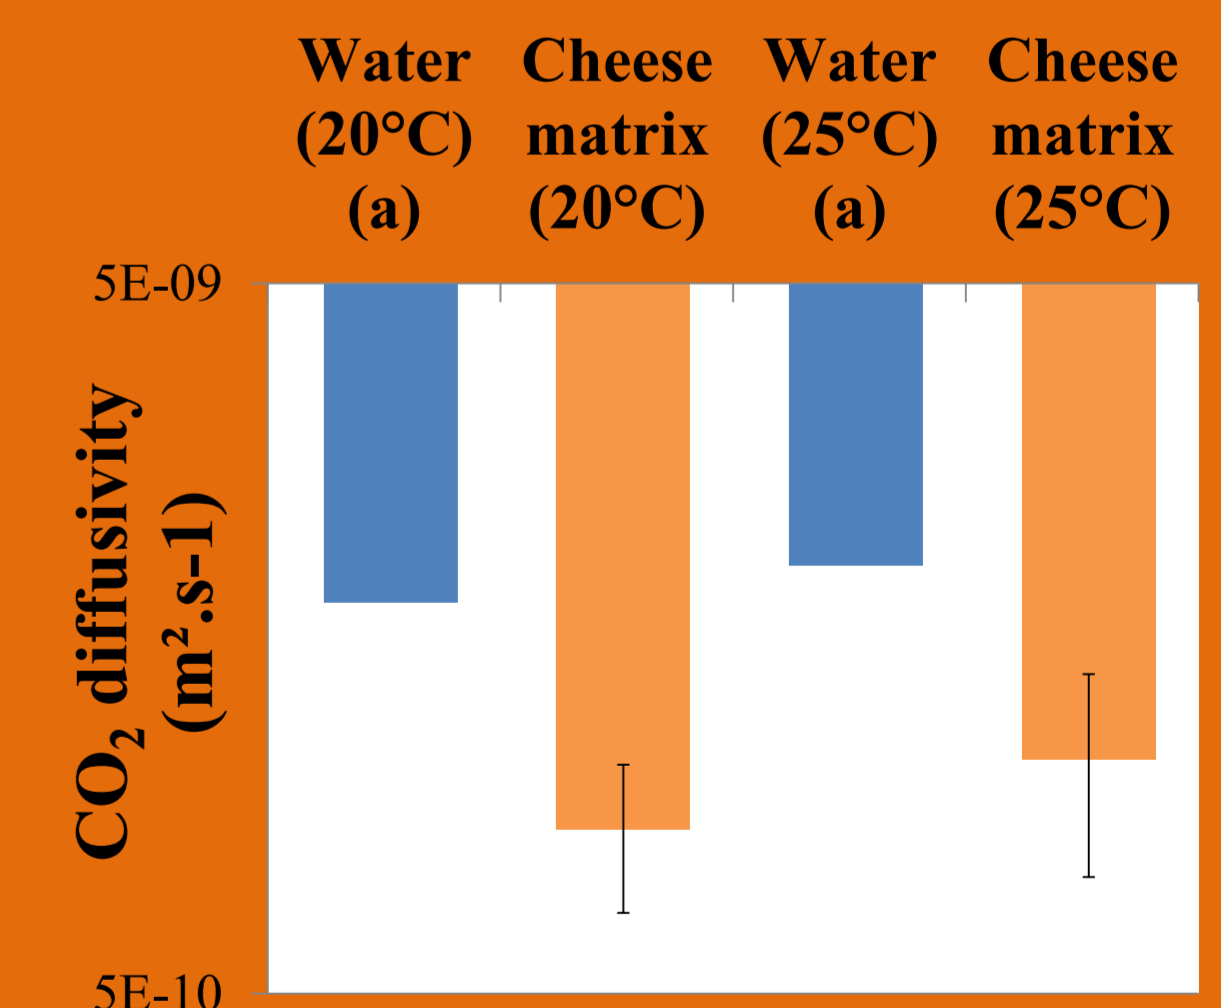 Water
(20°C)
(a)
Cheese
matrix
(20°C)
Water
(25°C)
(a)
Cheese
matrix
(25°C)
5E-09
CO₂ diffusivity
(m².s-1)
5E-10